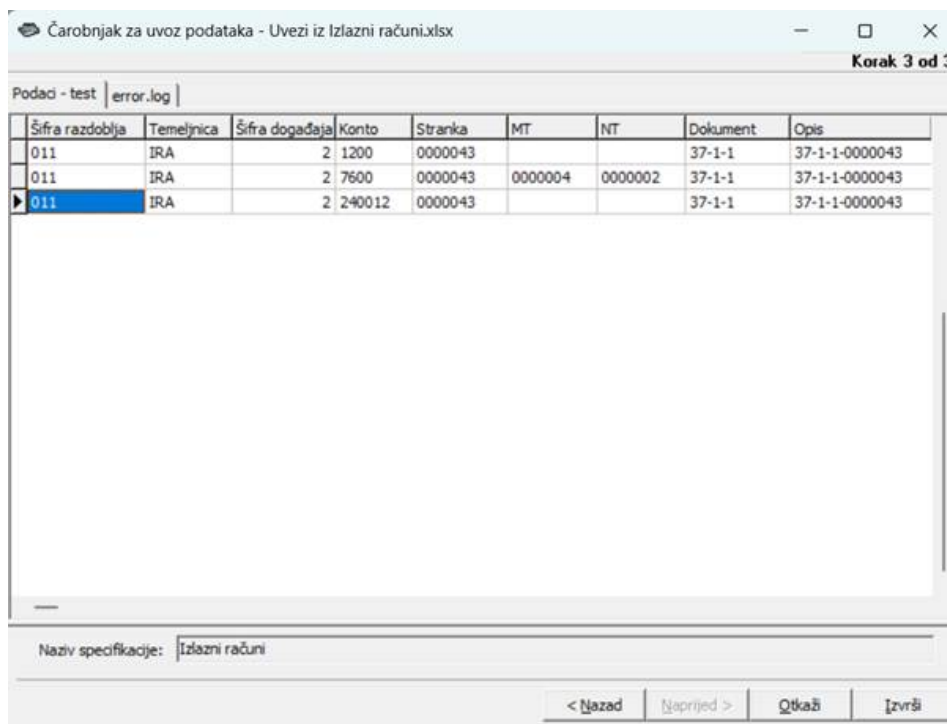 Čarobnjak za uvoz podataka - Uvezi iz Izlazni računi.xlsx
Korak 3 od 3
Podaci - test error.log
Šifra razdoblja Temeljnica Šifra događaja Konto Stranka MT NT Dokument Opis
011 IRA 2 1200 0000043 37-1-1 37-1-1-0000043
011 IRA 2 7600 0000043 0000004 0000002 37-1-1 37-1-1-0000043
011 IRA 2 240012 0000043 37-1-1 37-1-1-0000043
Naziv specifikacije: Izlazni računi
< Nazad Naprijed > Otkaži Izvrši